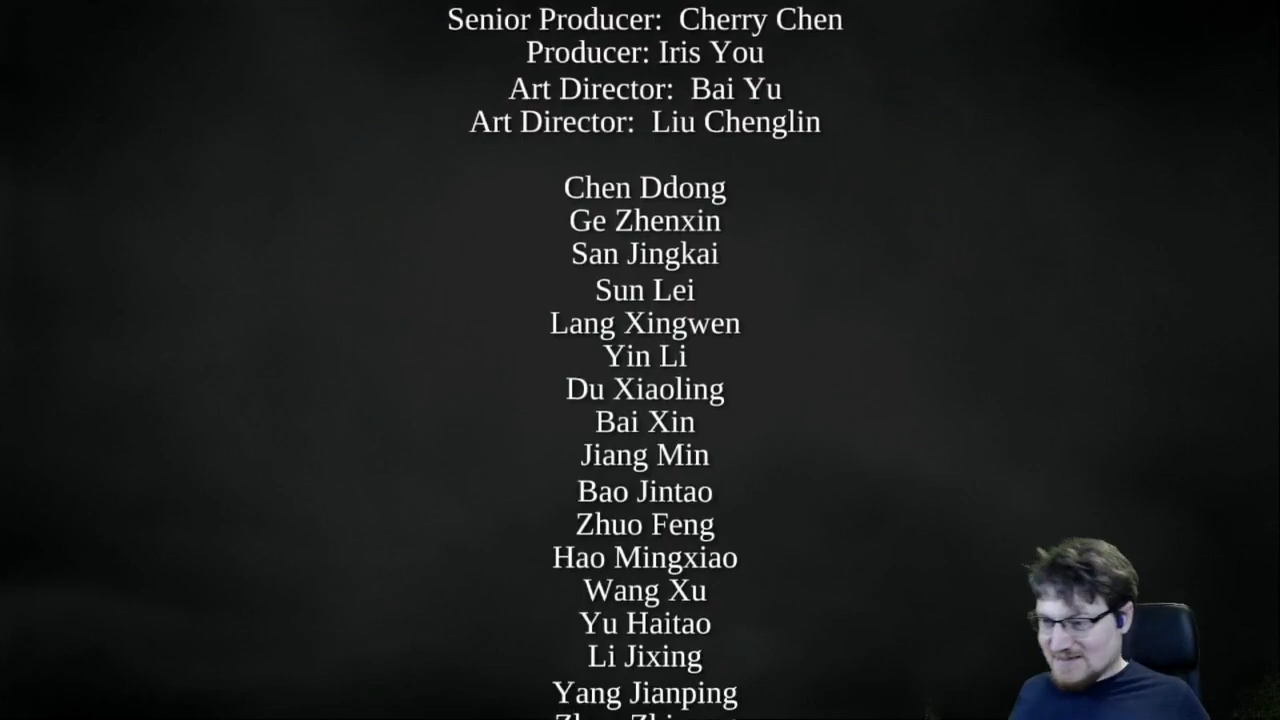 Senior Producer:  Cherry Chen
Producer: Iris You
Art Director:  Bai Yu
Art Director:  Liu Chenglin
Chen Ddong
Ge Zhenxin
San Jingkai
Sun Lei
Lang Xingwen
Yin Li
Du Xiaoling
Bai Xin
Jiang Min
Bao Jintao
Zhuo Feng
Hao Mingxiao
Wang Xu
Yu Haitao
Li Jixing
Yang Jianping